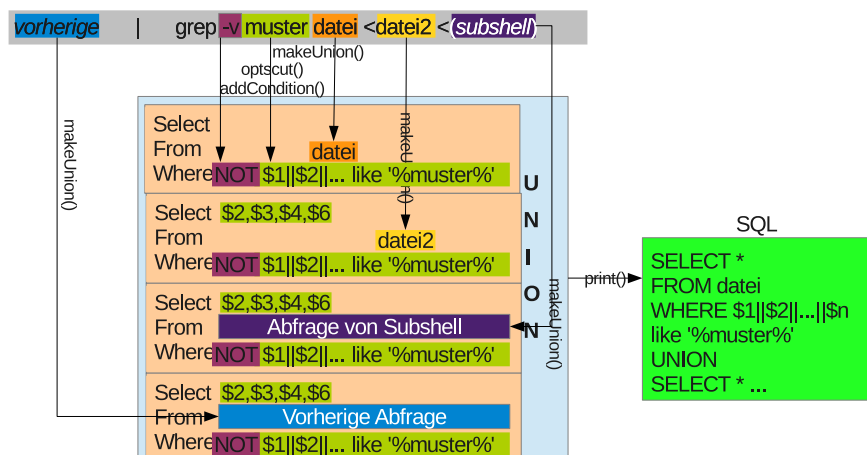 vorherige | grep -v muster datei <datei2 <(subshell)
makeUnion()
optscut()
addCondition()
makeUnion()
makeUnion()
makeUnion()
Select
From datei
Where NOT $1||$2||... like '%muster%'
Select $2,$3,$4,$6
From datei2
Where NOT $1||$2||... like '%muster%'
Select $2,$3,$4,$6
From Abfrage von Subshell
Where NOT $1||$2||... like '%muster%'
Select $2,$3,$4,$6
From Vorherige Abfrage
Where NOT $1||$2||... like '%muster%'
UNION
print()
SQL
SELECT *
FROM datei
WHERE $1||$2||...||$n
like '%muster%'
UNION
SELECT * ...